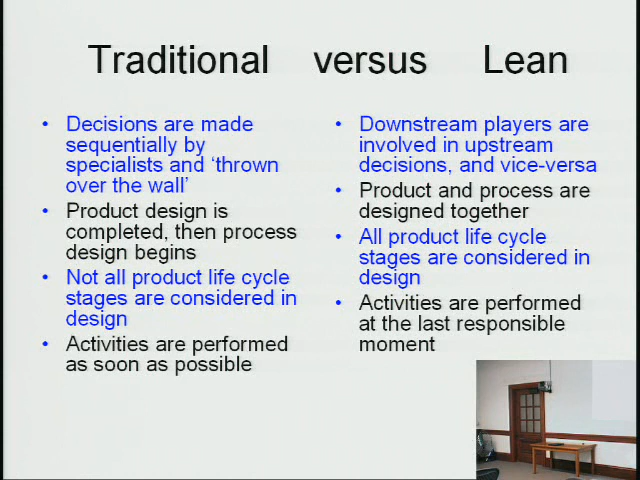 Traditional versus Lean
• Decisions are made
sequentially by
specialists and ‘thrown
over the wall’
• Product design is
completed, then process
design begins
• Not all product life cycle
stages are considered in
design
• Activities are performed
as soon as possible
• Downstream players are
involved in upstream
decisions, and vice-versa
• Product and process are
designed together
• All product life cycle
stages are considered in
design
• Activities are performed
at the last responsible
moment